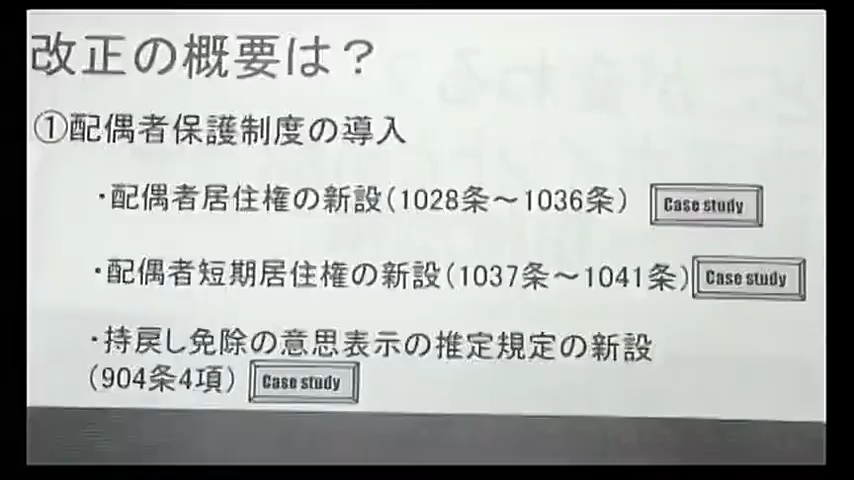 改正の概要は？
①配偶者保護制度の導入
・配偶者居住権の新設(1028条～1036条) Case study
・配偶者短期居住権の新設(1037条～1041条) Case study
・持戻し免除の意思表示の推定規定の新設
(904条4項) Case study